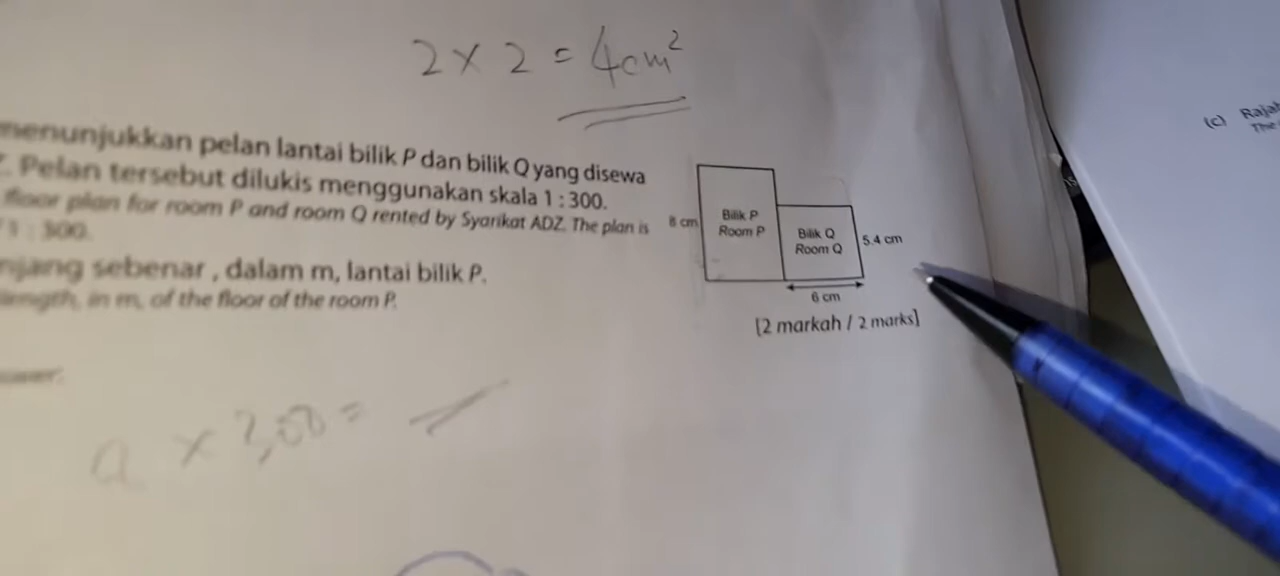 2 × 2 = 4cm²
menunjukkan pelan lantai bilik P dan bilik Q yang disewa
Pelan tersebut dilukis menggunakan skala 1 : 300.
floor plan for room P and room Q rented by Syarikat ADZ. The plan is
1 : 300.
sebenar , dalam m, lantai bilik P.
length, in m, of the floor of the room P.
8 cm
Bilik P
Room P
Bilik Q
Room Q
5.4 cm
6 cm
[2 markah / 2 marks]
(c)
The